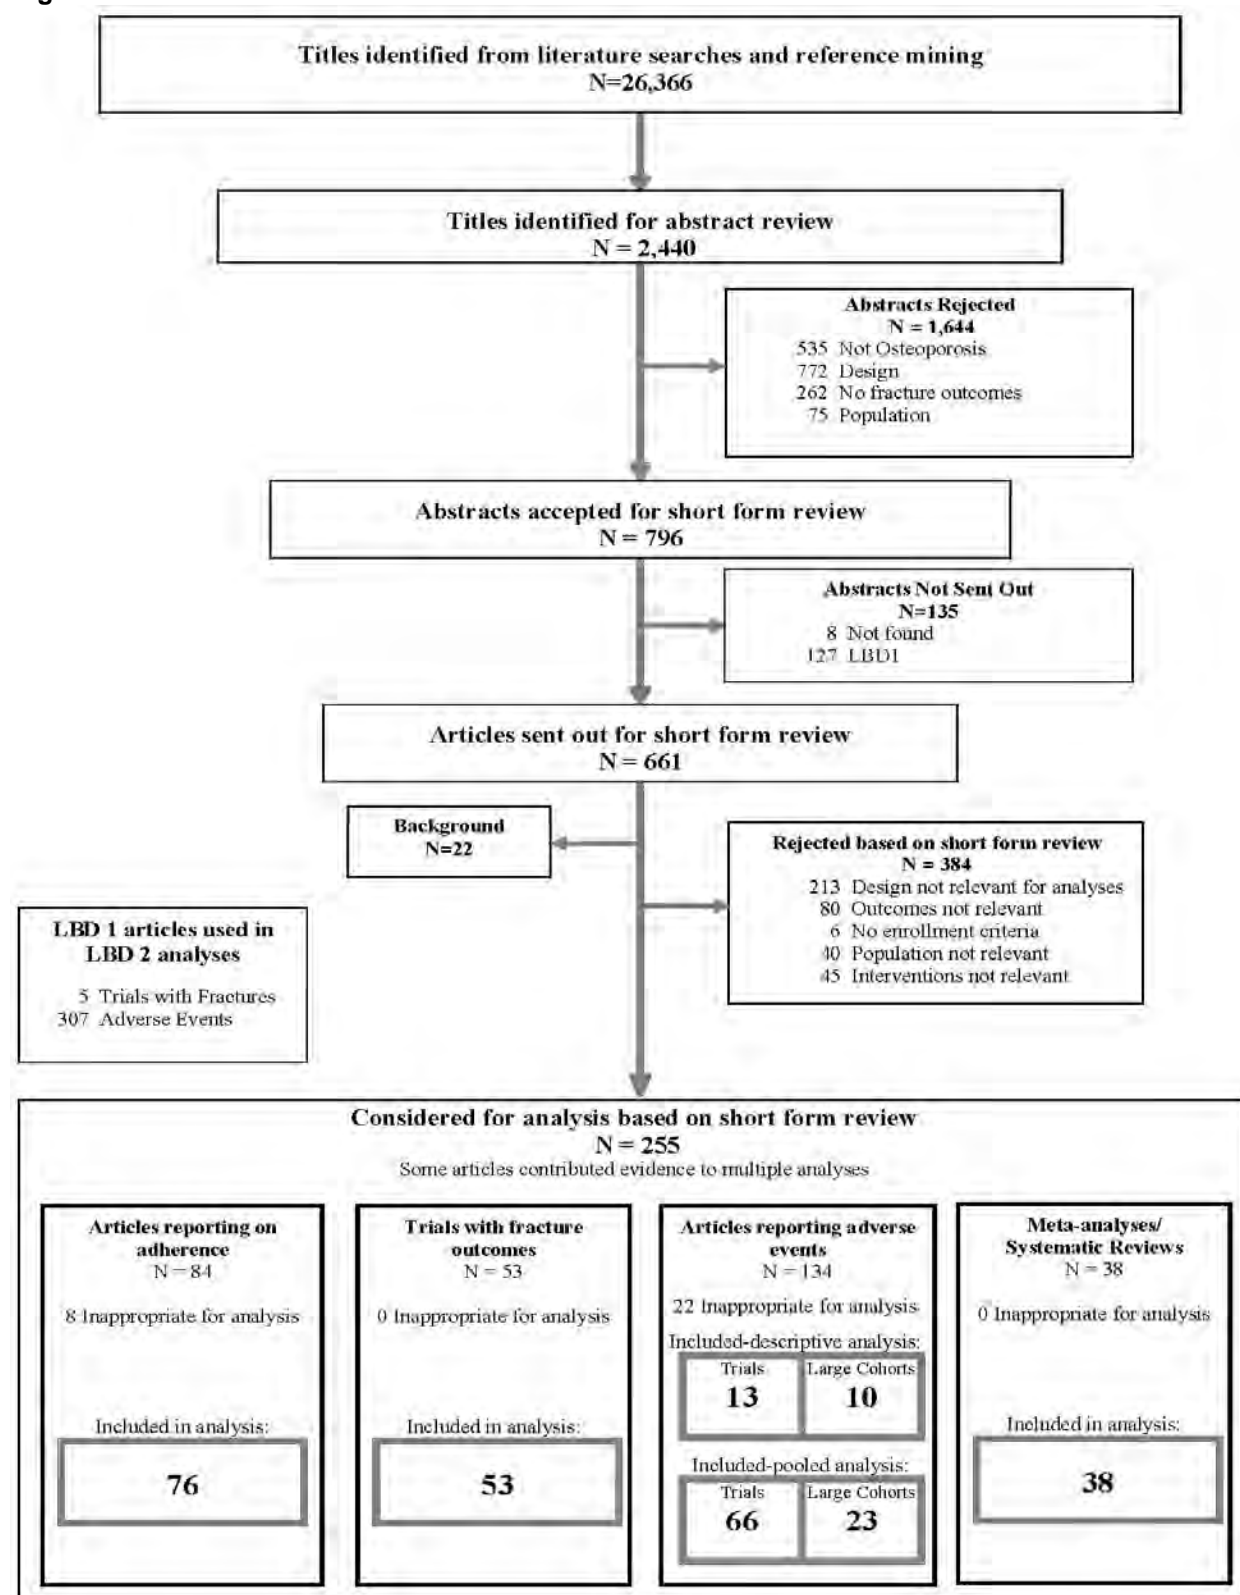 Titles identified from literature searches and reference mining
N=26,366
Titles identified for abstract review
N = 2,440
Abstracts Rejected
N = 1,644
535 Not Osteoporosis
772 Design
262 No fracture outcomes
75 Population
Abstracts accepted for short form review
N = 796
Abstracts Not Sent Out
N=135
8 Not found
127 LBD1
Articles sent out for short form review
N = 661
Background
N=22
Rejected based on short form review
N = 384
213 Design not relevant for analyses
80 Outcomes not relevant
6 No enrollment criteria
40 Population not relevant
45 Interventions not relevant
LBD 1 articles used in
LBD 2 analyses
5 Trials with Fractures
307 Adverse Events
Considered for analysis based on short form review
N = 255
Some articles contributed evidence to multiple analyses
Articles reporting on
adherence
N = 84
8 Inappropriate for analysis
Included in analysis:
76
Trials with fracture
outcomes
N = 53
0 Inappropriate for analysis
Included in analysis:
53
Articles reporting adverse
events
N = 134
22 Inappropriate for analysis
Included-descriptive analysis:
Trials
13
Large Cohorts
10
Included-pooled analysis:
Trials
66
Large Cohorts
23
Meta-analyses/
Systematic Reviews
N = 38
0 Inappropriate for analysis
Included in analysis:
38